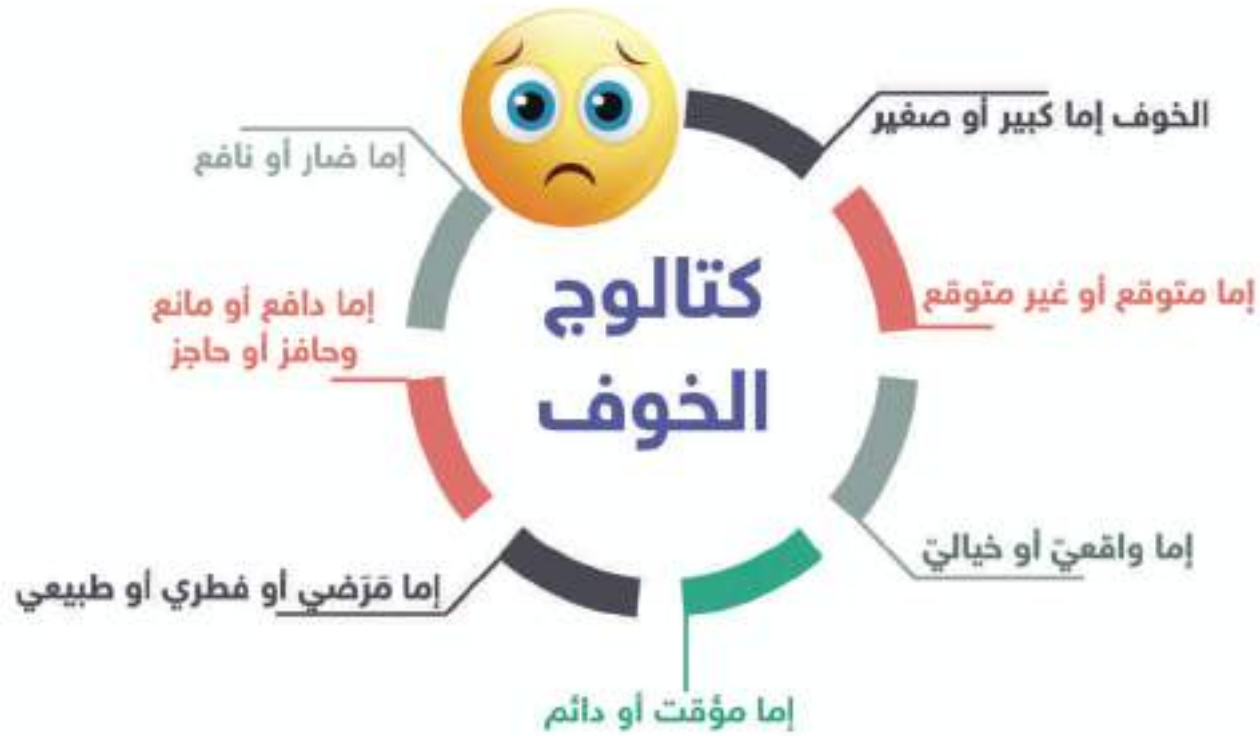 كتالوج
الخوف
الخوف إما كبير أو صغير
إما متوقع أو غير متوقع
إما واقعيّ أو خياليّ
إما مؤقت أو دائم
إما مَرَضي أو فطري أو طبيعي
إما دافع أو مانع
وحافز أو حاجز
إما ضار أو نافع